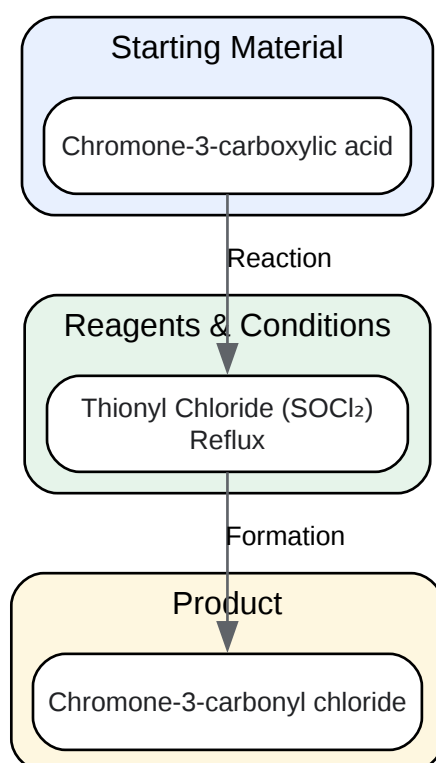 Starting Material
Chromone-3-carboxylic acid
Reaction
Reagents & Conditions
Thionyl Chloride (SOCl₂)
Reflux
Formation
Product
Chromone-3-carbonyl chloride